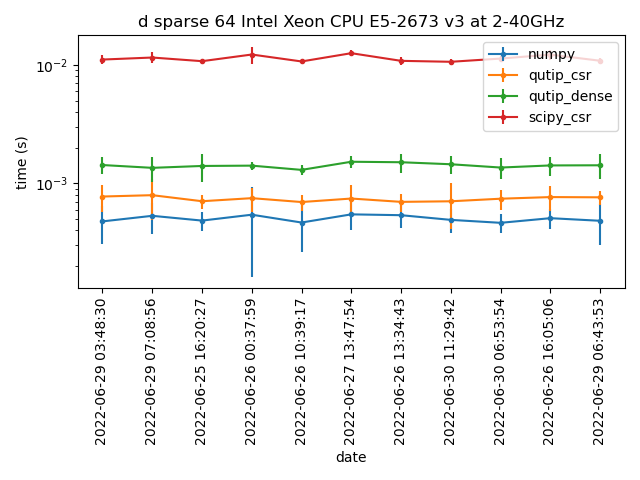 d sparse 64 Intel Xeon CPU E5-2673 v3 at 2-40GHz
numpy
qutip_csr
qutip_dense
scipy_csr
time (s)
10⁻²
10⁻³
2022-06-29 03:48:30
2022-06-29 07:08:56
2022-06-25 16:20:27
2022-06-26 00:37:59
2022-06-26 10:39:17
2022-06-27 13:47:54
2022-06-26 13:34:43
2022-06-30 11:29:42
2022-06-30 06:53:54
2022-06-26 16:05:06
2022-06-29 06:43:53
date